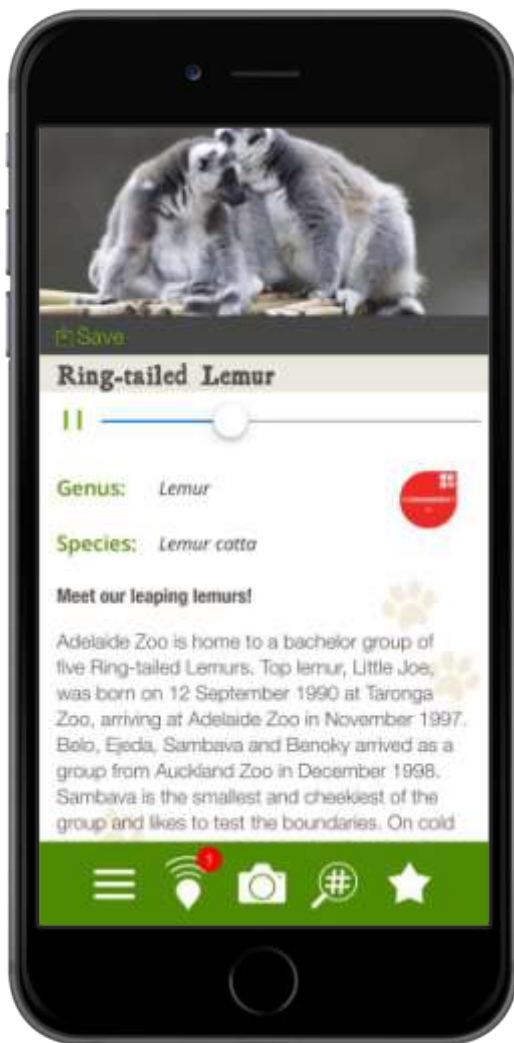 Save
Ring-tailed Lemur
Genus: Lemur
Species: Lemur catta
Meet our leaping lemurs!
Adelaide Zoo is home to a bachelor group of
five Ring-tailed Lemurs. Top lemur, Little Joe,
was born on 12 September 1990 at Taronga
Zoo, arriving at Adelaide Zoo in November 1997.
Belo, Ejeda, Sambava and Benoky arrived as a
group from Auckland Zoo in December 1998.
Sambava is the smallest and cheekiest of the
group and likes to test the boundaries. On cold
1
#